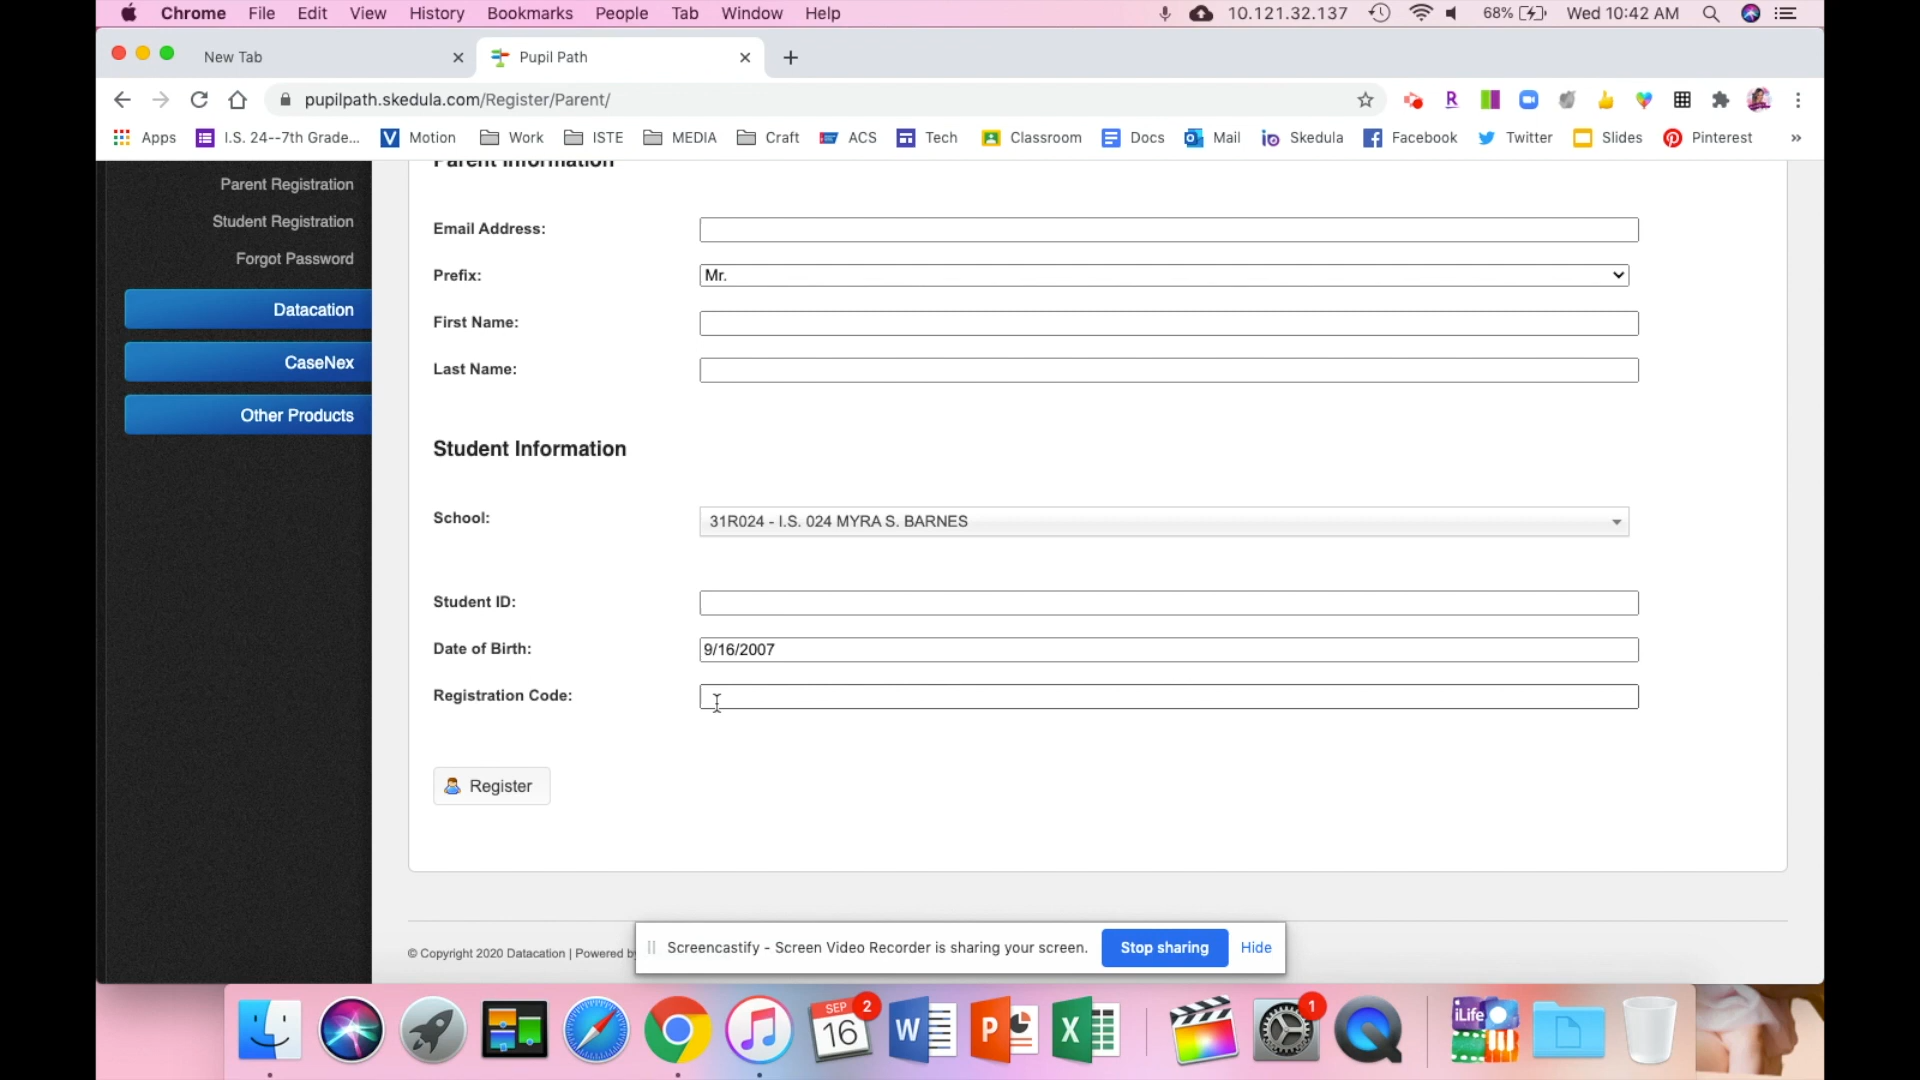 Chrome File Edit View History Bookmarks People Tab Window Help 10.121.32.137 68% Wed 10:42 AM
New Tab Pupil Path
pupilpath.skedula.com/Register/Parent/
Apps I.S. 24--7th Grade... Motion Work ISTE MEDIA Craft ACS Tech Classroom Docs Mail Skedula Facebook Twitter Slides Pinterest »
Parent Information
Parent Registration
Student Registration
Forgot Password
Datacation
CaseNex
Other Products
Email Address:
Prefix: Mr.
First Name:
Last Name:
Student Information
School: 31R024 - I.S. 024 MYRA S. BARNES
Student ID:
Date of Birth: 9/16/2007
Registration Code:
Register
© Copyright 2020 Datacation | Powered by
Screencastify - Screen Video Recorder is sharing your screen. Stop sharing Hide
SEP 16 2 W P X 1 iLife